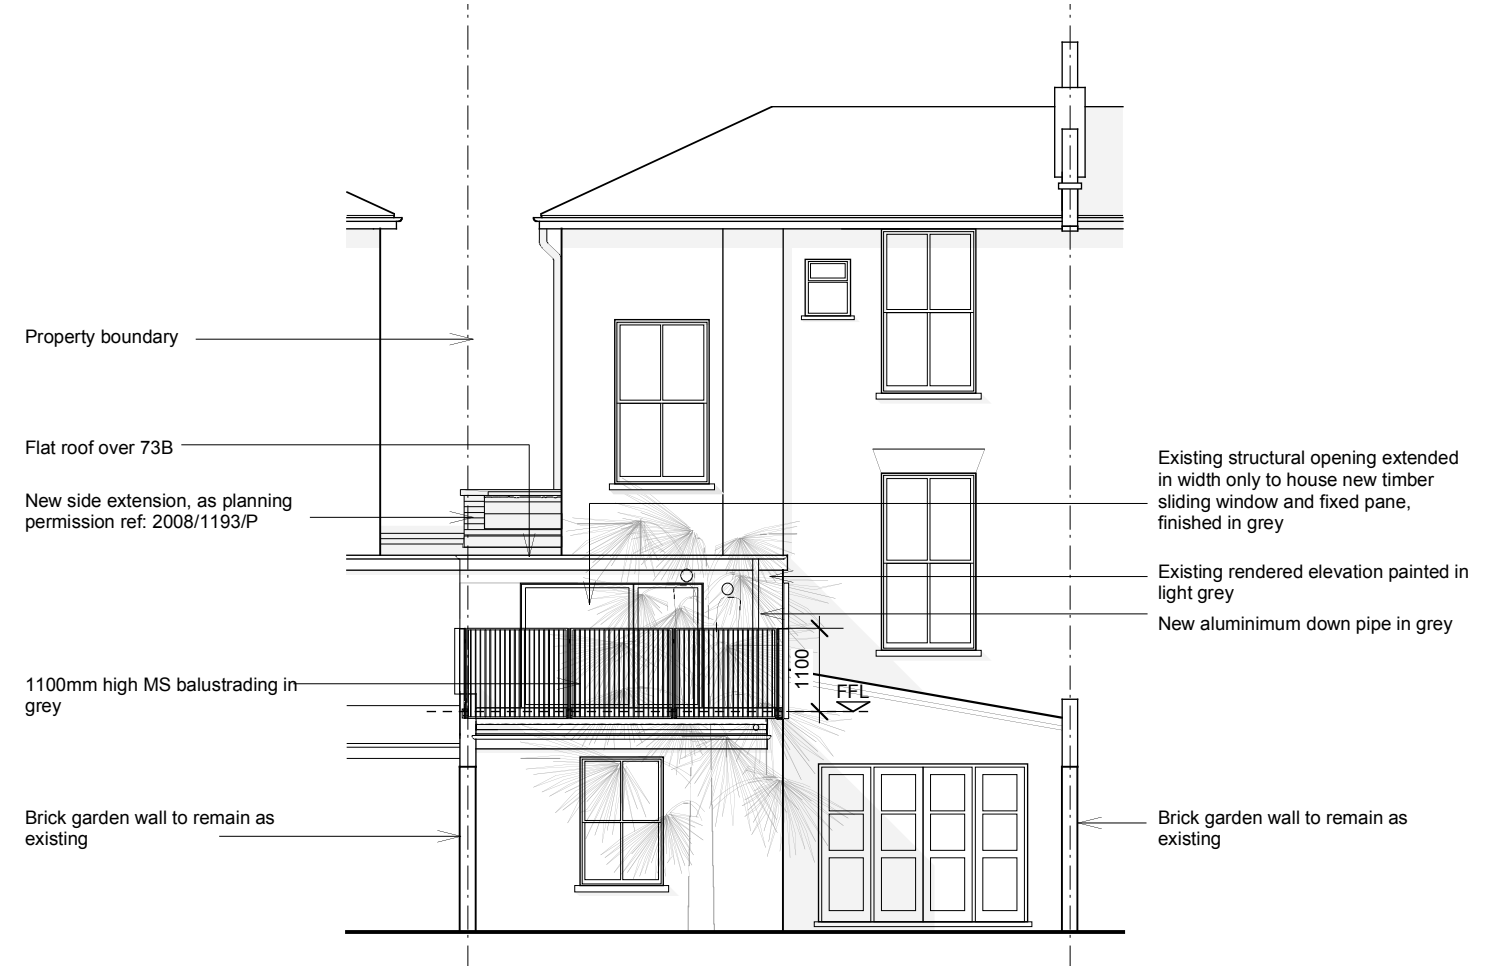 Property boundary
Flat roof over 73B
New side extension, as planning
permission ref: 2008/1193/P
1100mm high MS balustrading in
grey
Brick garden wall to remain as
existing
1100
FFL
Existing structural opening extended
in width only to house new timber
sliding window and fixed pane,
finished in grey
Existing rendered elevation painted in
light grey
New aluminimum down pipe in grey
Brick garden wall to remain as
existing